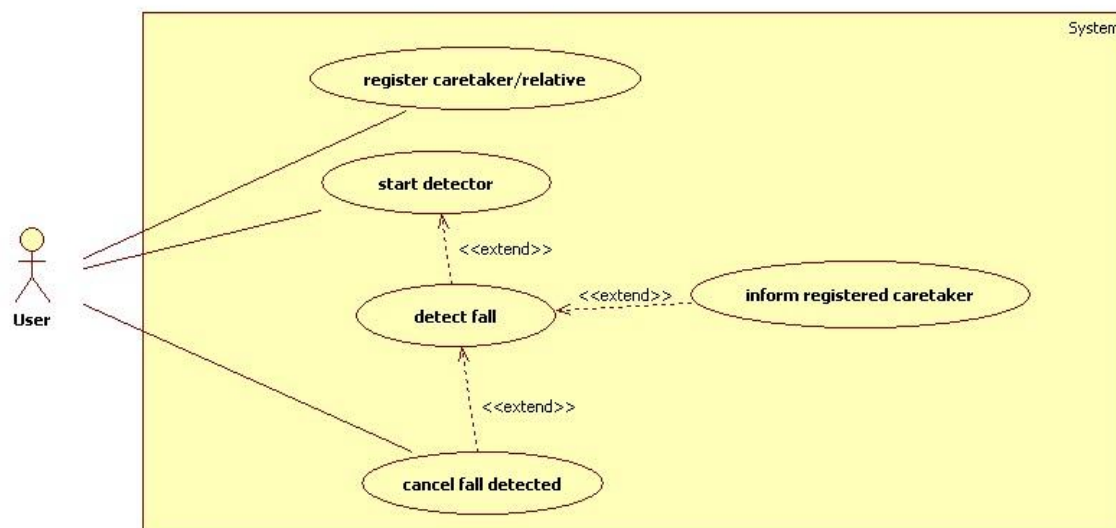 System
register caretaker/relative
start detector
<<extend>>
<<extend>>
inform registered caretaker
detect fall
User
<<extend>>
cancel fall detected